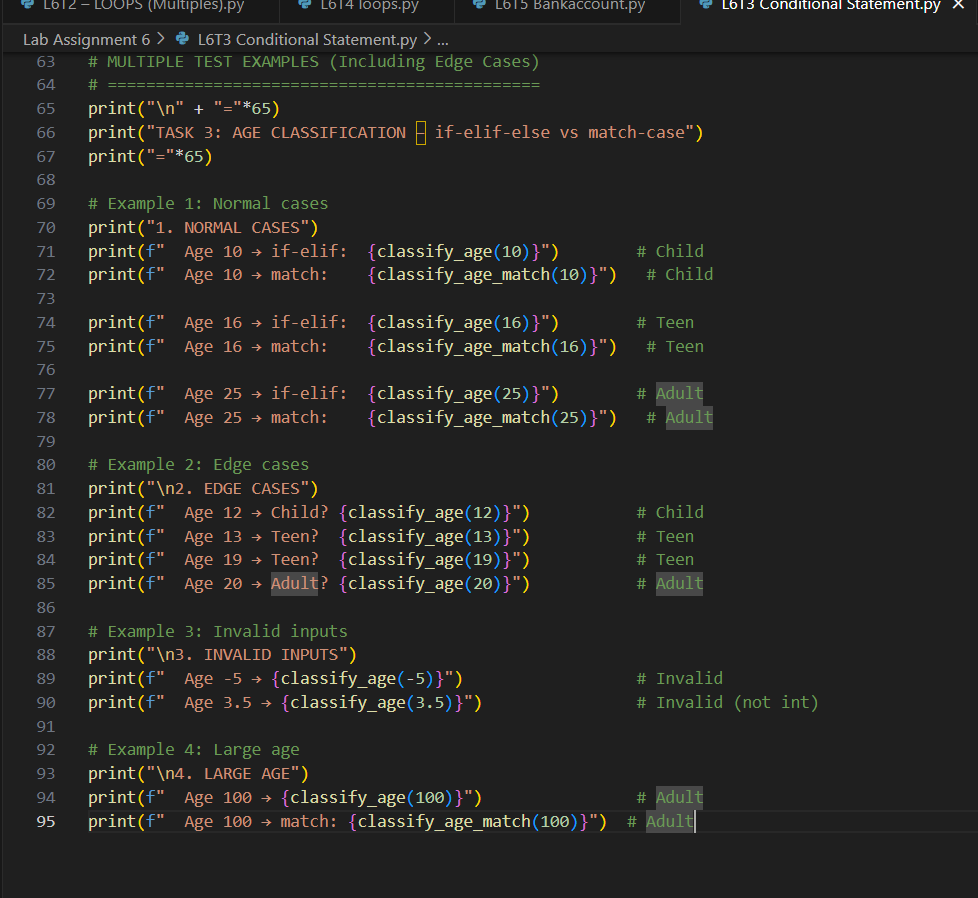 L6T2 – LOOPS (Multiples).py L6T4 loops.py L6T5 Bankaccount.py L6T3 Conditional Statement.py ×
Lab Assignment 6 > L6T3 Conditional Statement.py > ...
63 # MULTIPLE TEST EXAMPLES (Including Edge Cases)
64 # =============================================
65 print("\n" + "="*65)
66 print("TASK 3: AGE CLASSIFICATION – if-elif-else vs match-case")
67 print("="*65)
68
69 # Example 1: Normal cases
70 print("1. NORMAL CASES")
71 print(f"  Age 10 → if-elif:  {classify_age(10)}")        # Child
72 print(f"  Age 10 → match:    {classify_age_match(10)}")   # Child
73
74 print(f"  Age 16 → if-elif:  {classify_age(16)}")        # Teen
75 print(f"  Age 16 → match:    {classify_age_match(16)}")   # Teen
76
77 print(f"  Age 25 → if-elif:  {classify_age(25)}")        # Adult
78 print(f"  Age 25 → match:    {classify_age_match(25)}")   # Adult
79
80 # Example 2: Edge cases
81 print("\n2. EDGE CASES")
82 print(f"  Age 12 → Child? {classify_age(12)}")           # Child
83 print(f"  Age 13 → Teen?  {classify_age(13)}")           # Teen
84 print(f"  Age 19 → Teen?  {classify_age(19)}")           # Teen
85 print(f"  Age 20 → Adult? {classify_age(20)}")           # Adult
86
87 # Example 3: Invalid inputs
88 print("\n3. INVALID INPUTS")
89 print(f"  Age -5 → {classify_age(-5)}")                  # Invalid
90 print(f"  Age 3.5 → {classify_age(3.5)}")                # Invalid (not int)
91
92 # Example 4: Large age
93 print("\n4. LARGE AGE")
94 print(f"  Age 100 → {classify_age(100)}")                # Adult
95 print(f"  Age 100 → match: {classify_age_match(100)}")  # Adult